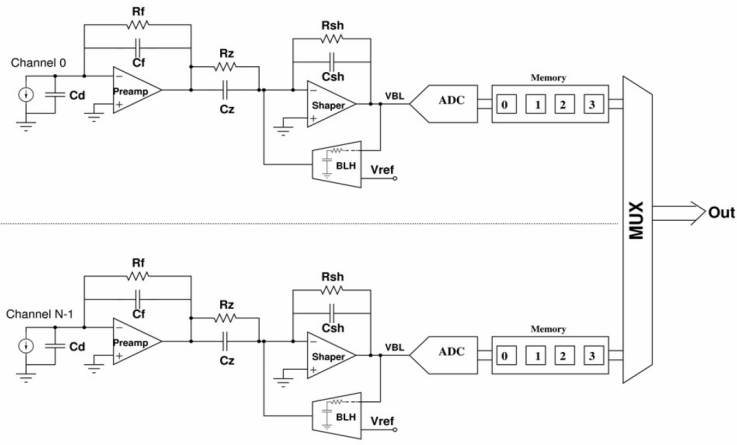 Rf
Rsh
Channel 0
Cf
Rz
Csh
Memory
Cd
Preamp
Cz
Shaper
VBL
ADC
0 1 2 3
BLH
Vref
MUX
Out
Rf
Rsh
Channel N-1
Cf
Rz
Csh
Memory
Cd
Preamp
Cz
Shaper
VBL
ADC
0 1 2 3
BLH
Vref